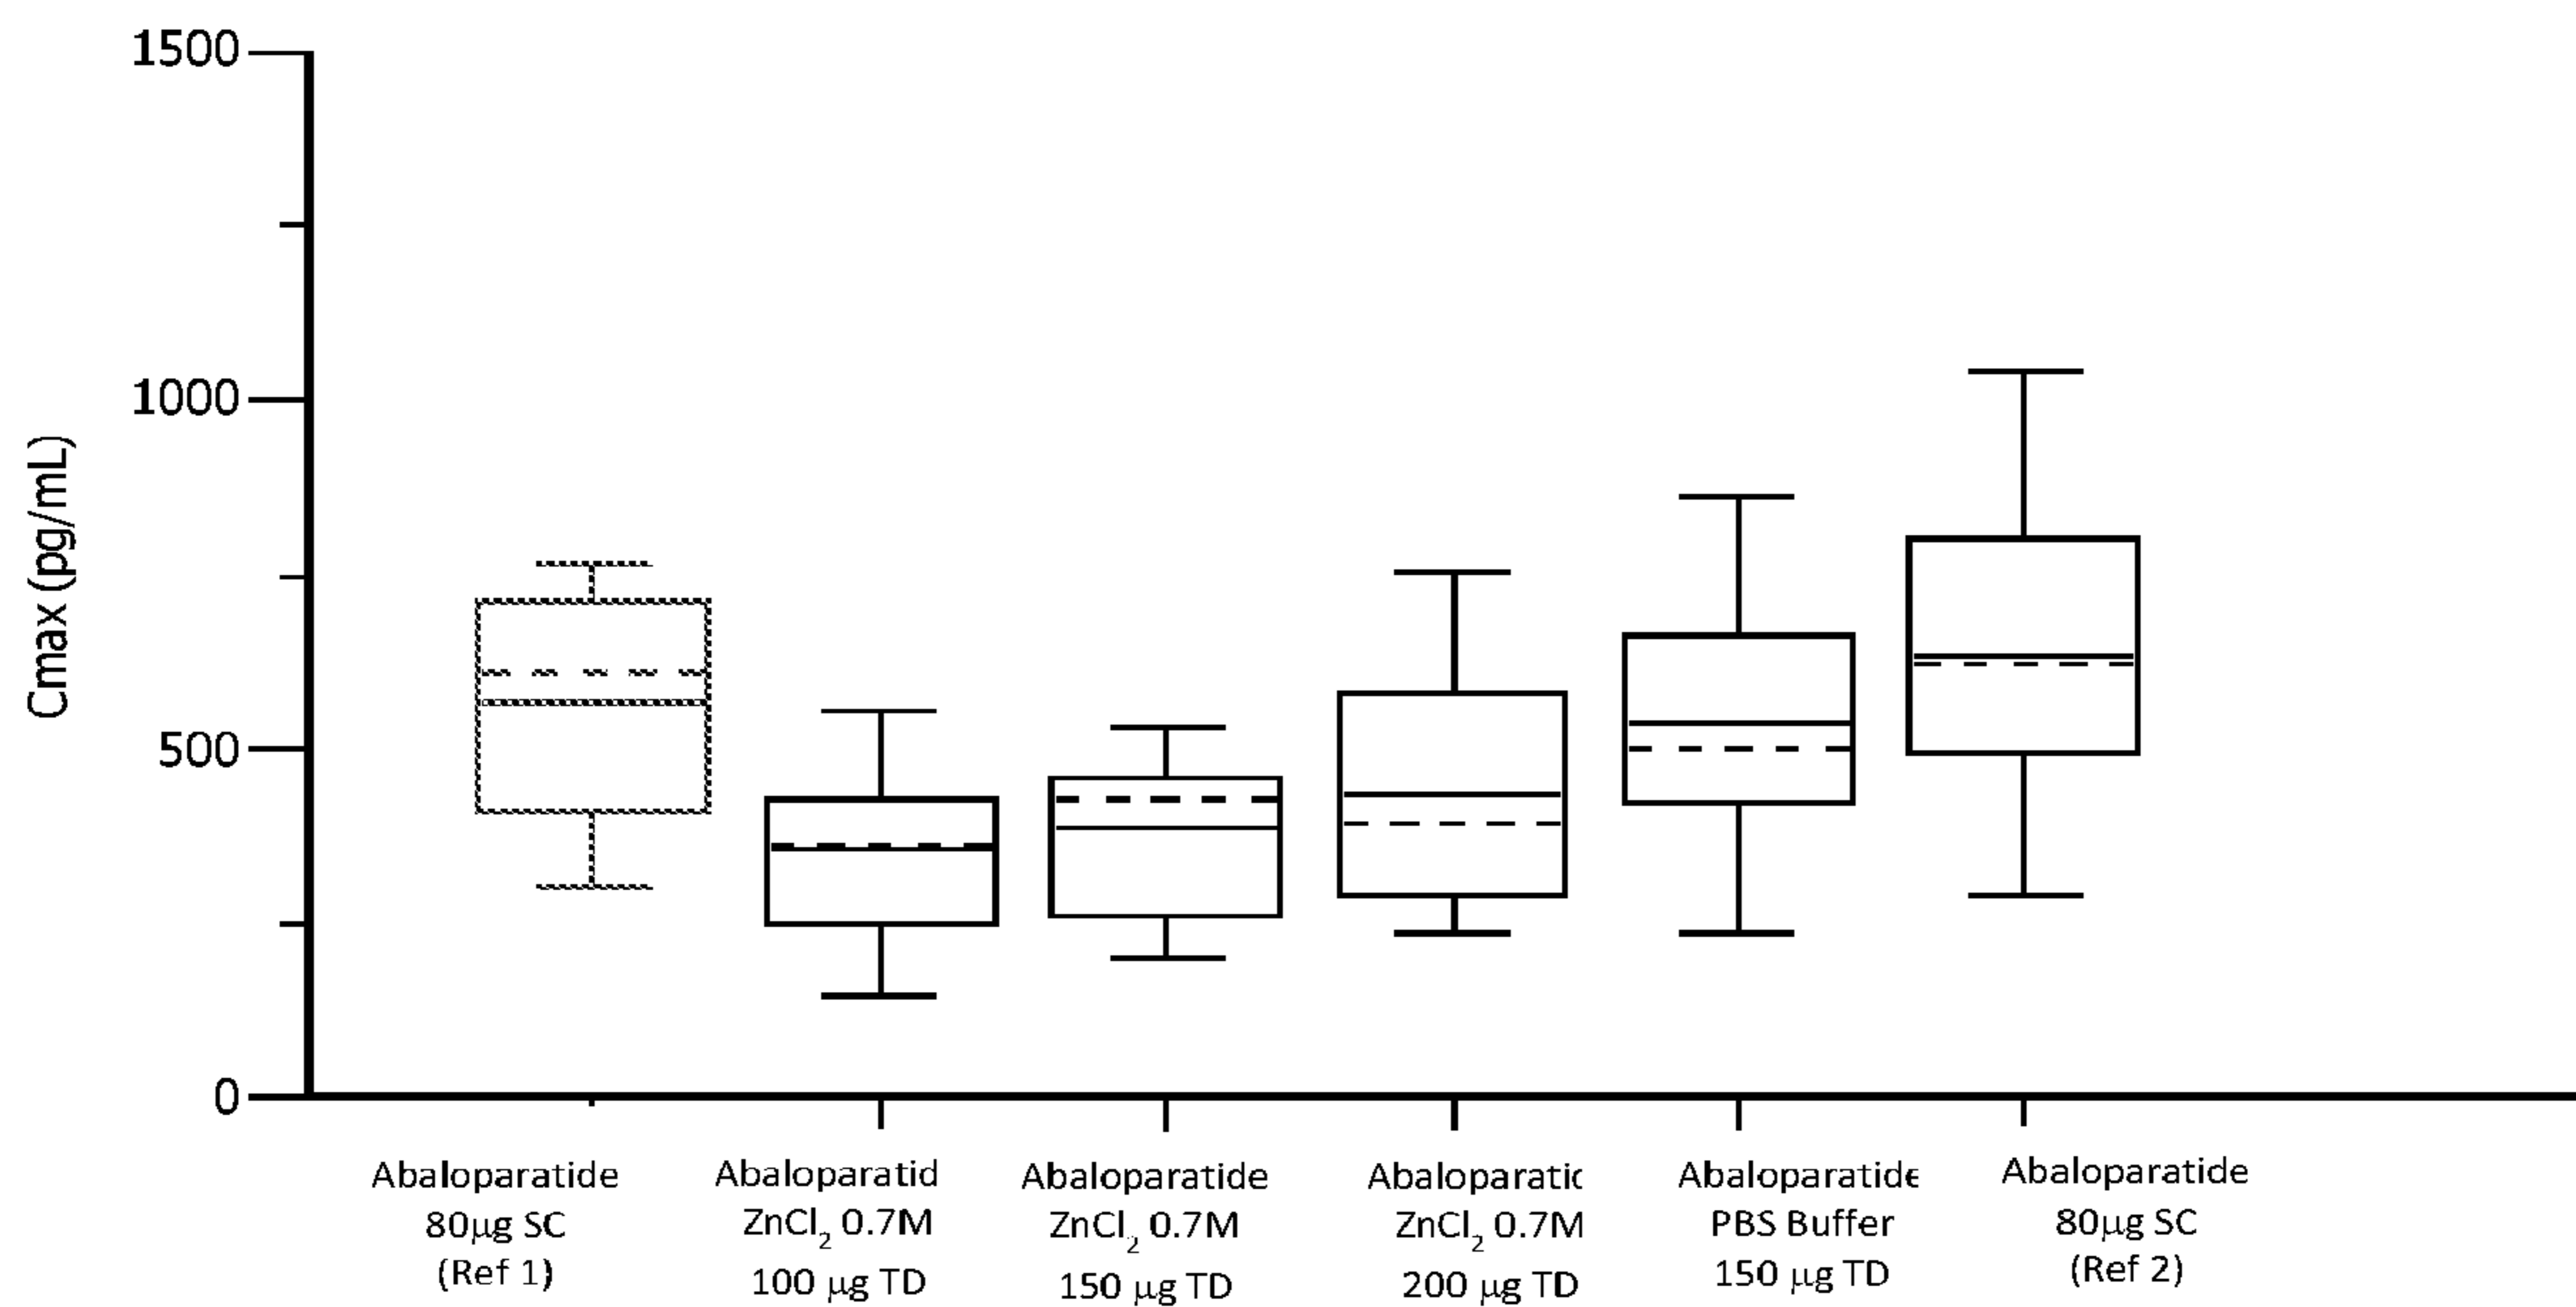 1500
1000
500
0
Cmax (pg/mL)
Abaloparatide
80μg SC
(Ref 1)
Abaloparatid
ZnCl₂ 0.7M
100 μg TD
Abaloparatide
ZnCl₂ 0.7M
150 μg TD
Abaloparatic
ZnCl₂ 0.7M
200 μg TD
Abaloparatide
PBS Buffer
150 μg TD
Abaloparatide
80μg SC
(Ref 2)